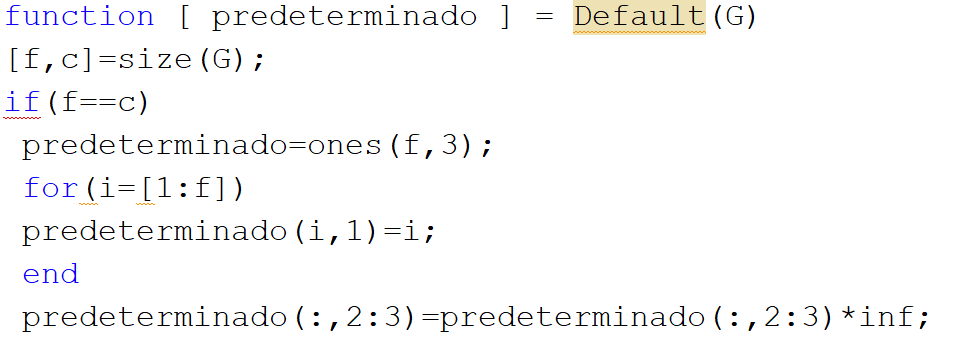 function [ predeterminado ] = Default(G)
[f,c]=size(G);
if(f==c)
predeterminado=ones(f,3);
for(i=[1:f])
predeterminado(i,1)=i;
end
predeterminado(:,2:3)=predeterminado(:,2:3)*inf;